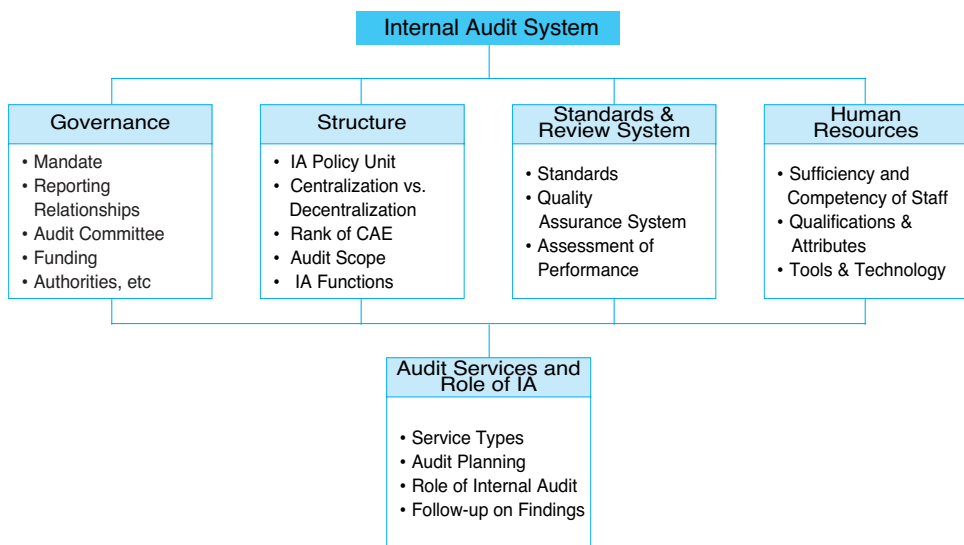 Internal Audit System
Governance
• Mandate
• Reporting
Relationships
• Audit Committee
• Funding
• Authorities, etc
Structure
• IA Policy Unit
• Centralization vs.
Decentralization
• Rank of CAE
• Audit Scope
• IA Functions
Standards &
Review System
• Standards
• Quality
Assurance System
• Assessment of
Performance
Human
Resources
• Sufficiency and
Competency of Staff
• Qualifications &
Attributes
• Tools & Technology
Audit Services and
Role of IA
• Service Types
• Audit Planning
• Role of Internal Audit
• Follow-up on Findings